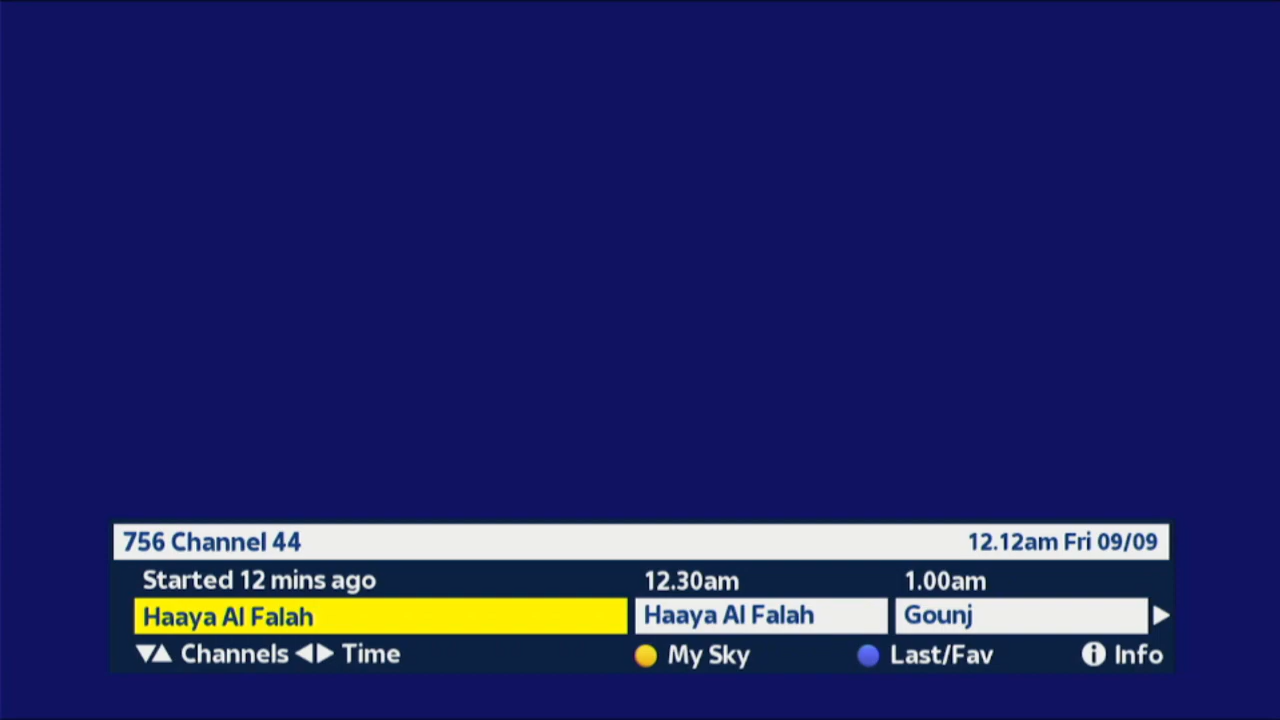 756 Channel 44 12.12am Fri 09/09
Started 12 mins ago 12.30am 1.00am
Haaya Al Falah Haaya Al Falah Gounj
Channels Time My Sky Last/Fav i Info